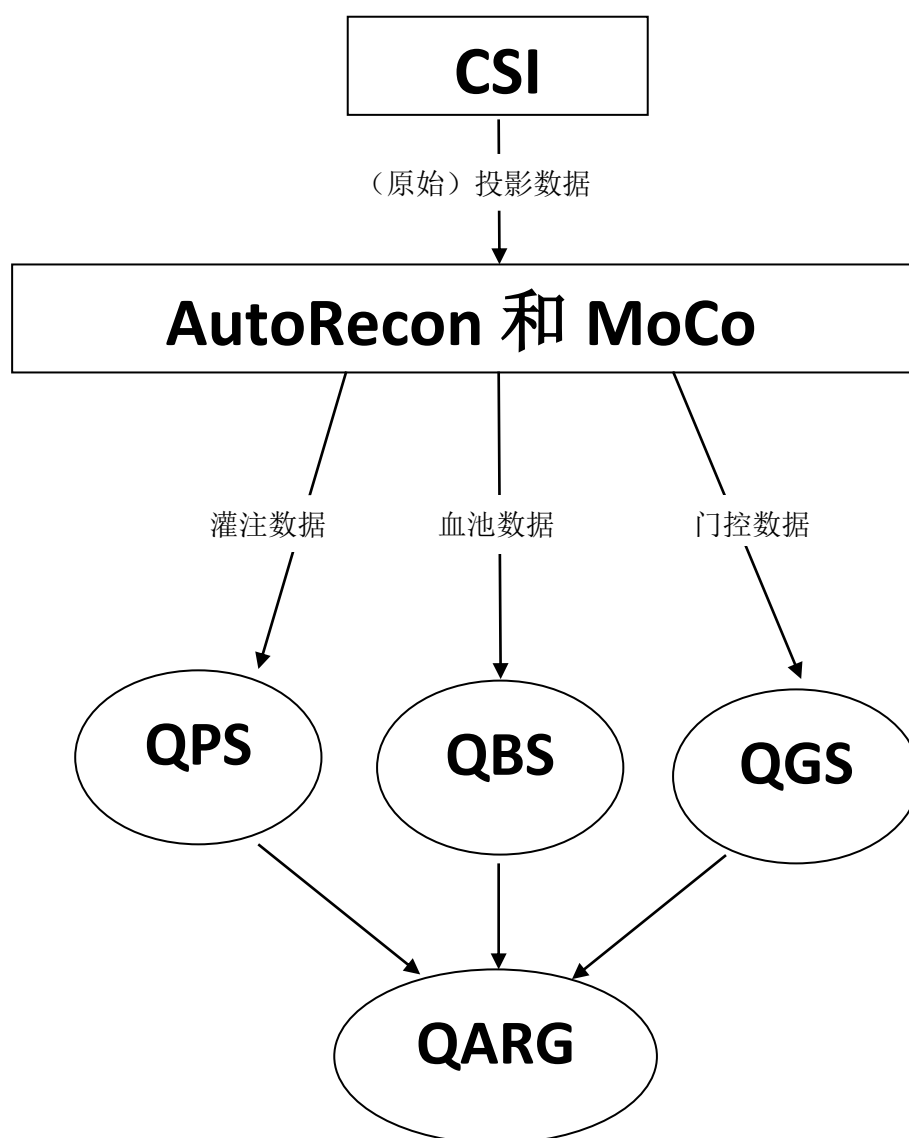 CSI
（原始）投影数据
AutoRecon 和 MoCo
灌注数据
血池数据
门控数据
QPS
QBS
QGS
QARG